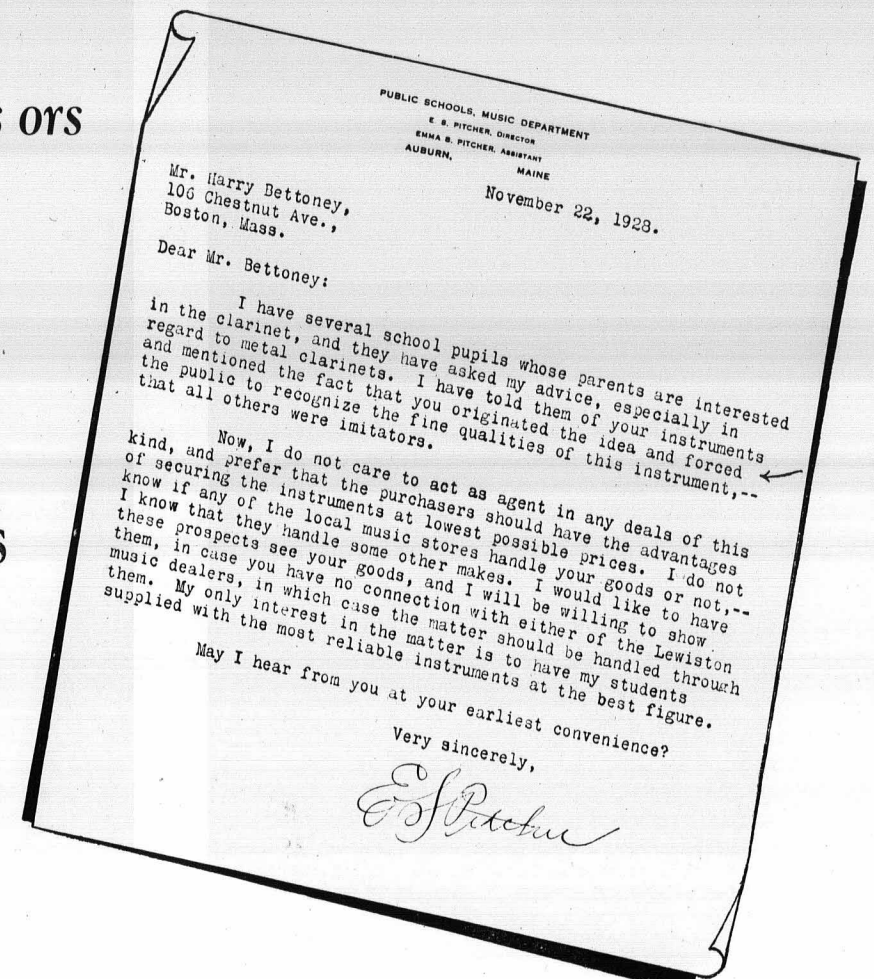 ors
s
PUBLIC SCHOOLS, MUSIC DEPARTMENT
E. S. PITCHER, DIRECTOR
EMMA B. PITCHER, ASSISTANT
AUBURN, MAINE
November 22, 1928.
Mr. Harry Bettoney,
106 Chestnut Ave.,
Boston, Mass.
Dear Mr. Bettoney:
I have several school pupils whose parents are interested
in the clarinet, and they have asked my advice, especially in
regard to metal clarinets. I have told them of your instruments
and mentioned the fact that you originated the idea and forced
the public to recognize the fine qualities of this instrument,--
that all others were imitators.
Now, I do not care to act as agent in any deals of this
kind, and prefer that the purchasers should have the advantages
of securing the instruments at lowest possible prices. I do not
know if any of the local music stores handle your goods or not,--
I know that they handle some other makes. I would like to have
these prospects see your goods, and I will be willing to show
them, in case you have no connection with either of the Lewiston
music dealers, in which case the matter should be handled through
them. My only interest in the matter is to have my students
supplied with the most reliable instruments at the best figure.
May I hear from you at your earliest convenience?
Very sincerely,
E S Pitcher